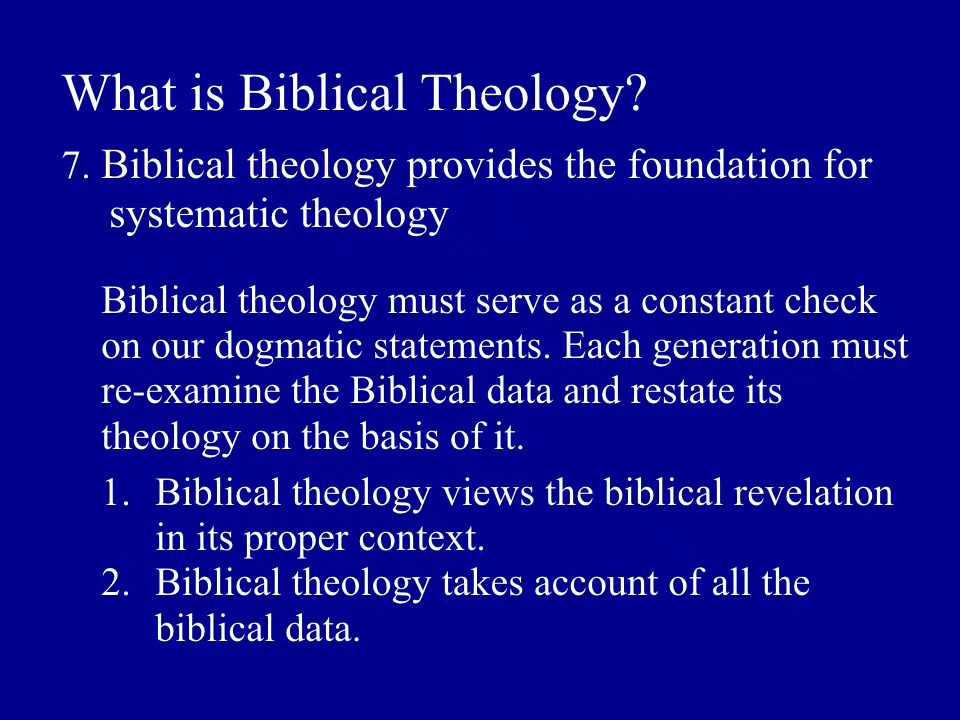 What is Biblical Theology?
7. Biblical theology provides the foundation for
systematic theology
Biblical theology must serve as a constant check
on our dogmatic statements. Each generation must
re-examine the Biblical data and restate its
theology on the basis of it.
1. Biblical theology views the biblical revelation
in its proper context.
2. Biblical theology takes account of all the
biblical data.